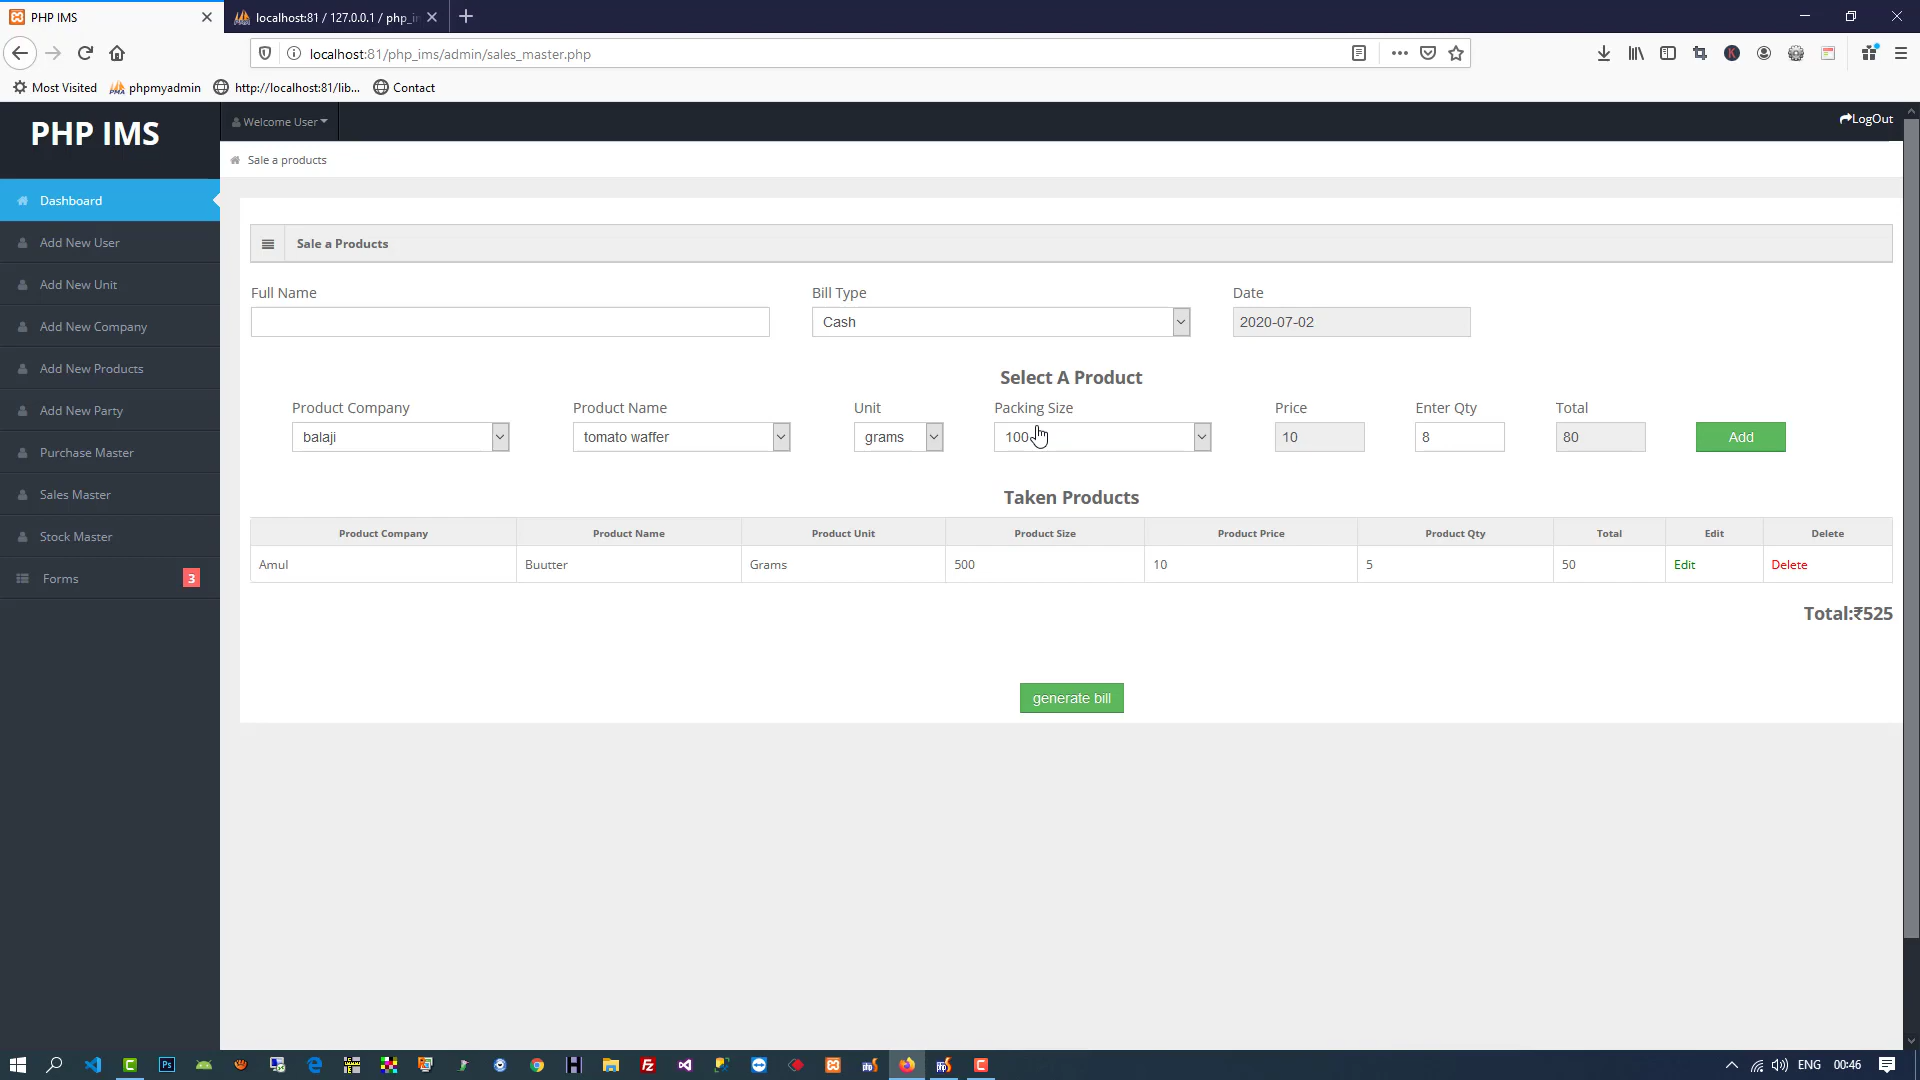 PHP IMS
localhost:81 / 127.0.0.1 / php_i
localhost:81/php_ims/admin/sales_master.php
Most Visited
phpmyadmin
http://localhost:81/lib...
Contact
PHP IMS
Welcome User
LogOut
Sale a products
Dashboard
Add New User
Add New Unit
Add New Company
Add New Products
Add New Party
Purchase Master
Sales Master
Stock Master
Forms 3
Sale a Products
Full Name Bill Type Date
Cash 2020-07-02
Select A Product
Product Company Product Name Unit Packing Size Price Enter Qty Total
balaji tomato waffer grams 100 10 8 80 Add
Taken Products
Product Company Product Name Product Unit Product Size Product Price Product Qty Total Edit Delete
Amul Buutter Grams 500 10 5 50 Edit Delete
Total:₹525
generate bill
ENG 00:46